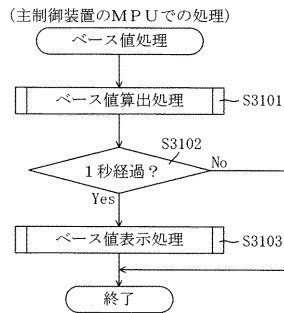 (主制御装置のＭＰＵでの処理)
ベース値処理
ベース値算出処理
S3101
S3102
１秒経過？
No
Yes
ベース値表示処理
S3103
終了